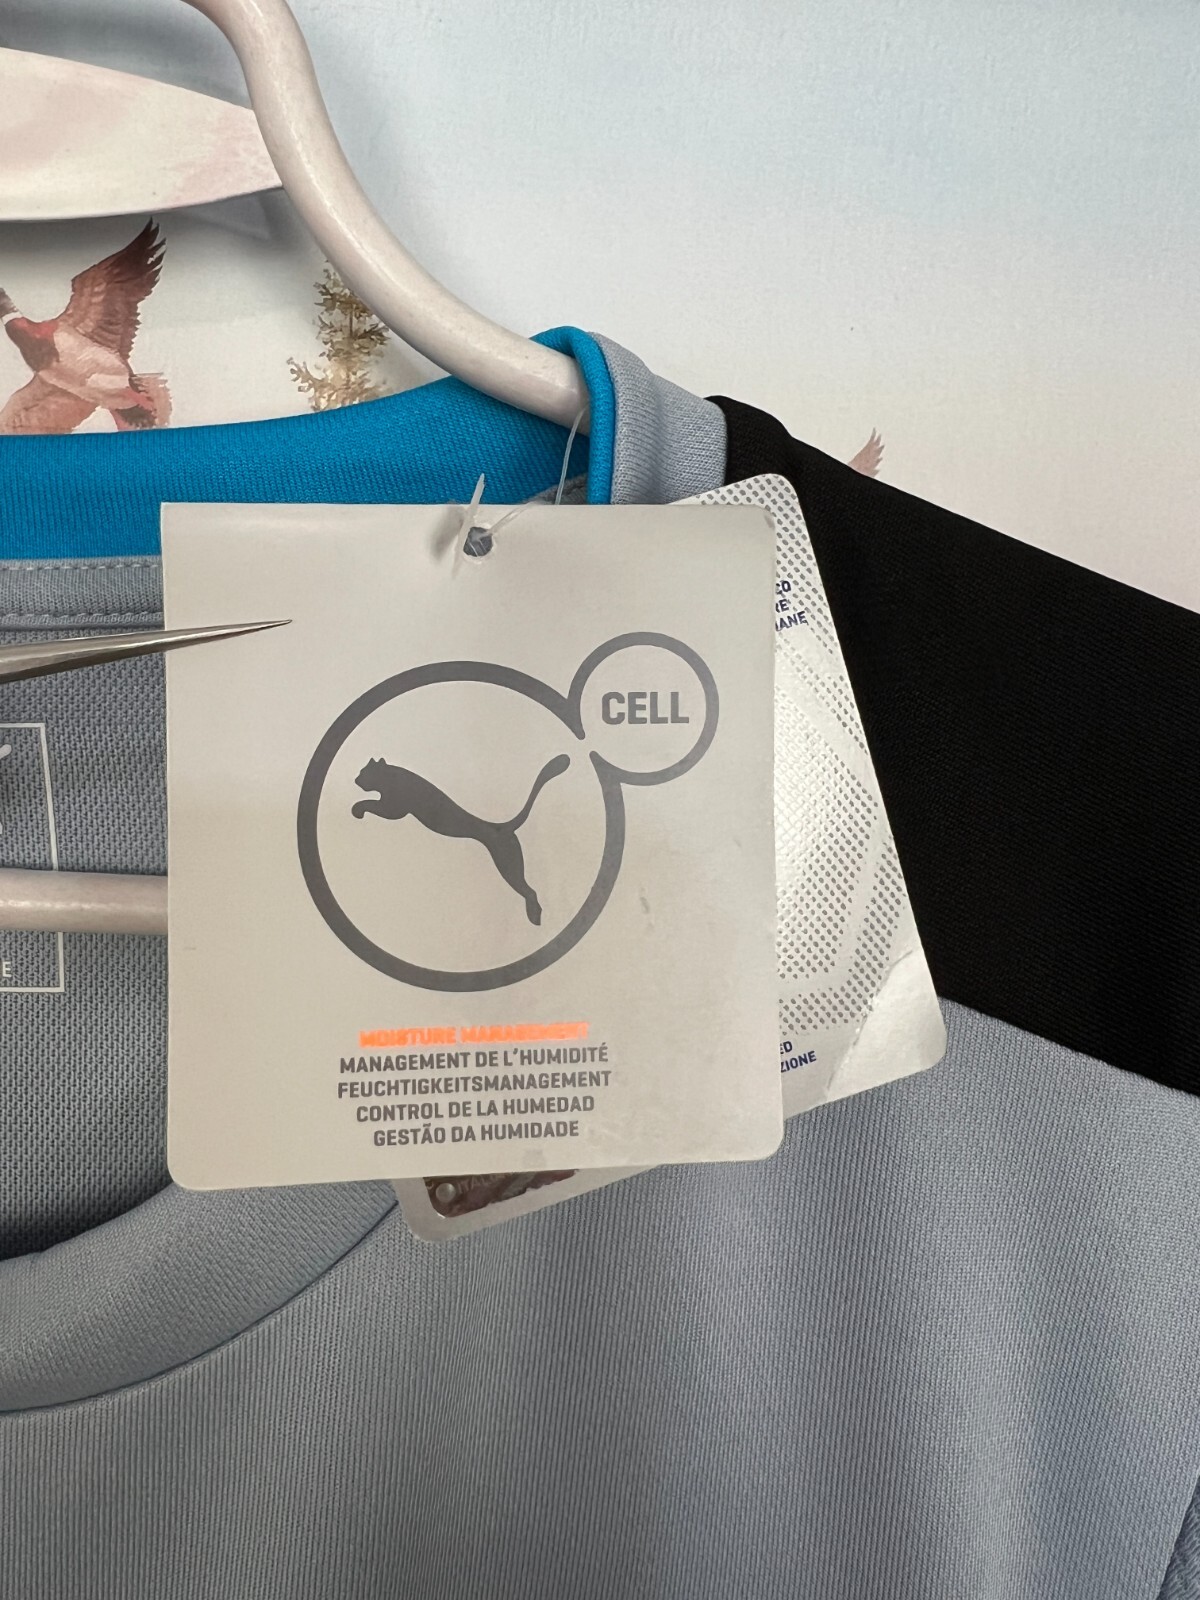 CELL
MOISTURE MANAGEMENT
MANAGEMENT DE L'HUMIDITÉ
FEUCHTIGKEITSMANAGEMENT
CONTROL DE LA HUMEDAD
GESTÃO DA HUMIDADE